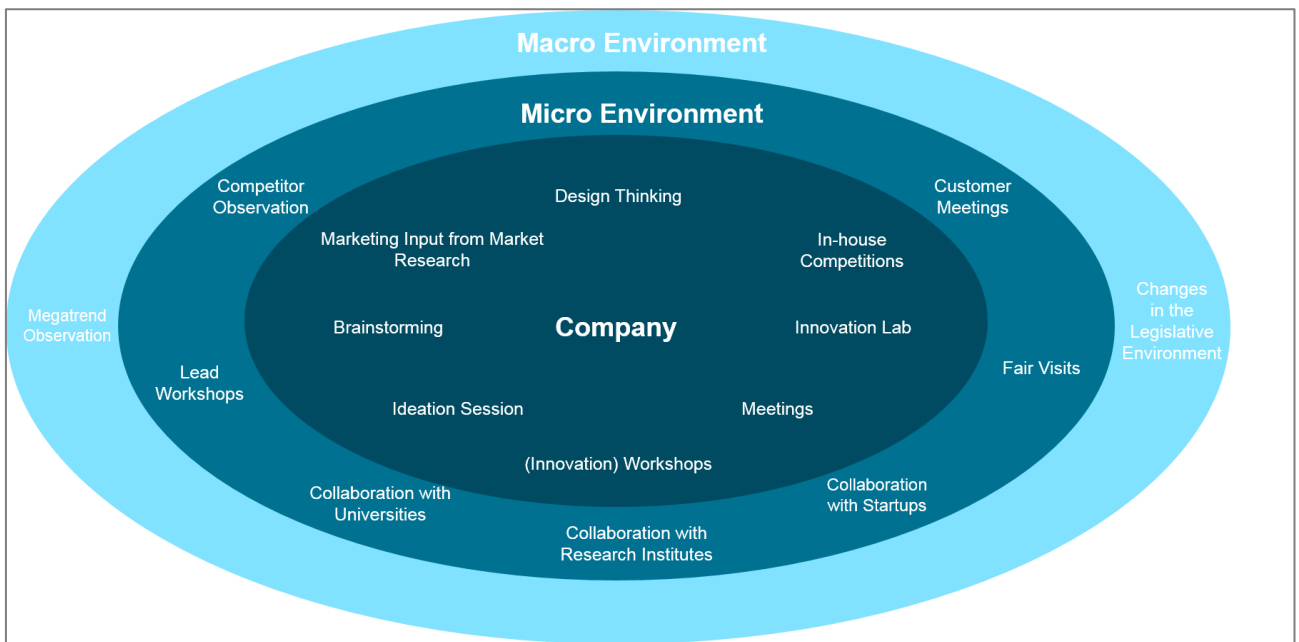 Macro Environment
Micro Environment
Competitor
Observation
Design Thinking
Customer
Meetings
Marketing Input from Market
Research
In-house
Competitions
Megatrend
Observation
Brainstorming
Company
Innovation Lab
Changes
in the
Legislative
Environment
Lead
Workshops
Fair Visits
Ideation Session
Meetings
(Innovation) Workshops
Collaboration with
Universities
Collaboration
with Startups
Collaboration with
Research Institutes